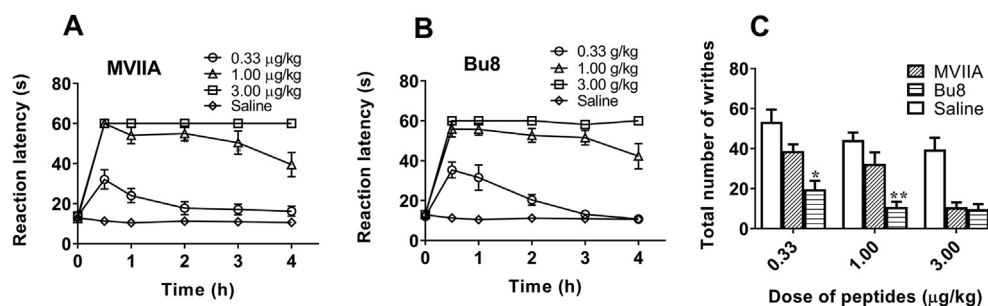 A
MVIIA
0.33 µg/kg
1.00 µg/kg
3.00 µg/kg
Saline
Reaction latency (s)
80
60
40
20
0
0
1
2
3
4
Time (h)
B
Bu8
0.33 g/kg
1.00 g/kg
3.00 g/kg
Saline
Reaction latency (s)
80
60
40
20
0
0
1
2
3
4
Time (h)
C
MVIIA
Bu8
Saline
Total number of writhes
80
60
40
20
0
*
**
0.33
1.00
3.00
Dose of peptides (µg/kg)